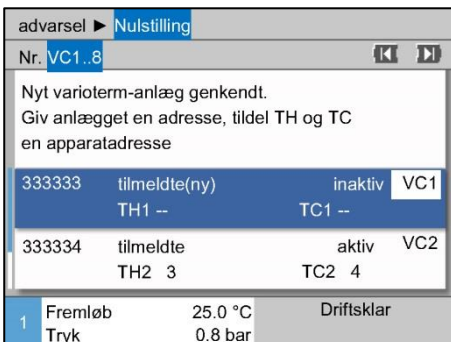 advarsel ► Nulstilling
Nr. VC1..8
Nyt varioterm-anlæg genkendt.
Giv anlægget en adresse, tildel TH og TC
en apparatadresse
333333 tilmeldte(ny) inaktiv VC1
TH1 -- TC1 --
333334 tilmeldte aktiv VC2
TH2 3 TC2 4
1 Fremløb 25.0 °C Driftsklar
Tryk 0.8 bar